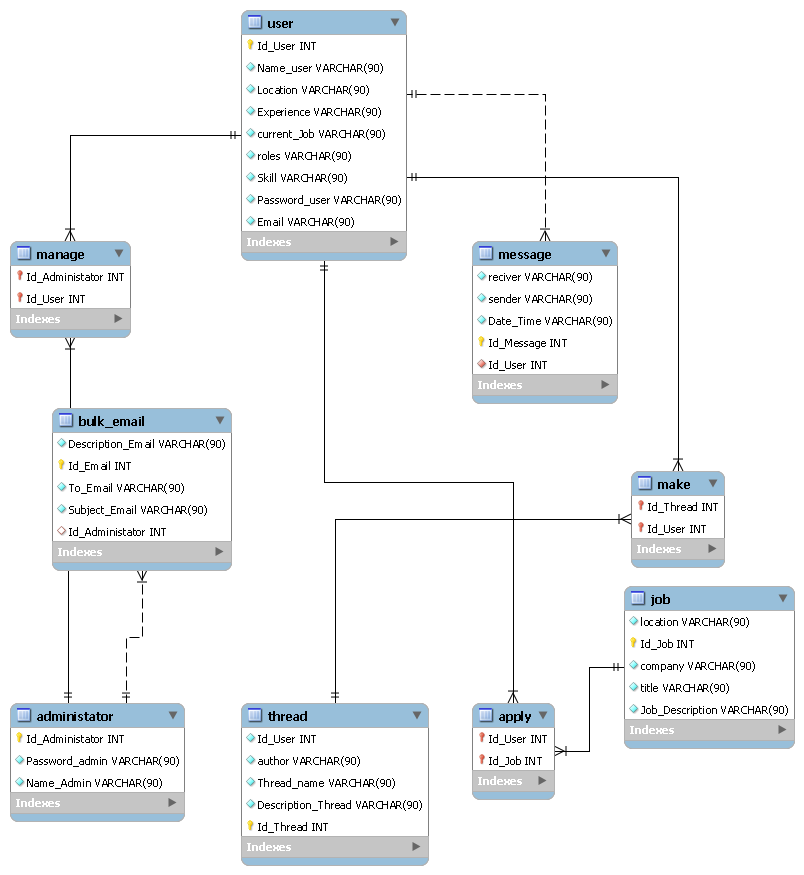 user
Id_User INT
Name_user VARCHAR(90)
Location VARCHAR(90)
Experience VARCHAR(90)
current_Job VARCHAR(90)
roles VARCHAR(90)
Skill VARCHAR(90)
Password_user VARCHAR(90)
Email VARCHAR(90)
Indexes
manage
Id_Administator INT
Id_User INT
Indexes
message
reciver VARCHAR(90)
sender VARCHAR(90)
Date_Time VARCHAR(90)
Id_Message INT
Id_User INT
Indexes
bulk_email
Description_Email VARCHAR(90)
Id_Email INT
To_Email VARCHAR(90)
Subject_Email VARCHAR(90)
Id_Administator INT
Indexes
make
Id_Thread INT
Id_User INT
Indexes
job
location VARCHAR(90)
Id_Job INT
company VARCHAR(90)
title VARCHAR(90)
Job_Description VARCHAR(90)
Indexes
administator
Id_Administator INT
Password_admin VARCHAR(90)
Name_Admin VARCHAR(90)
Indexes
thread
Id_User INT
author VARCHAR(90)
Thread_name VARCHAR(90)
Description_Thread VARCHAR(90)
Id_Thread INT
Indexes
apply
Id_User INT
Id_Job INT
Indexes